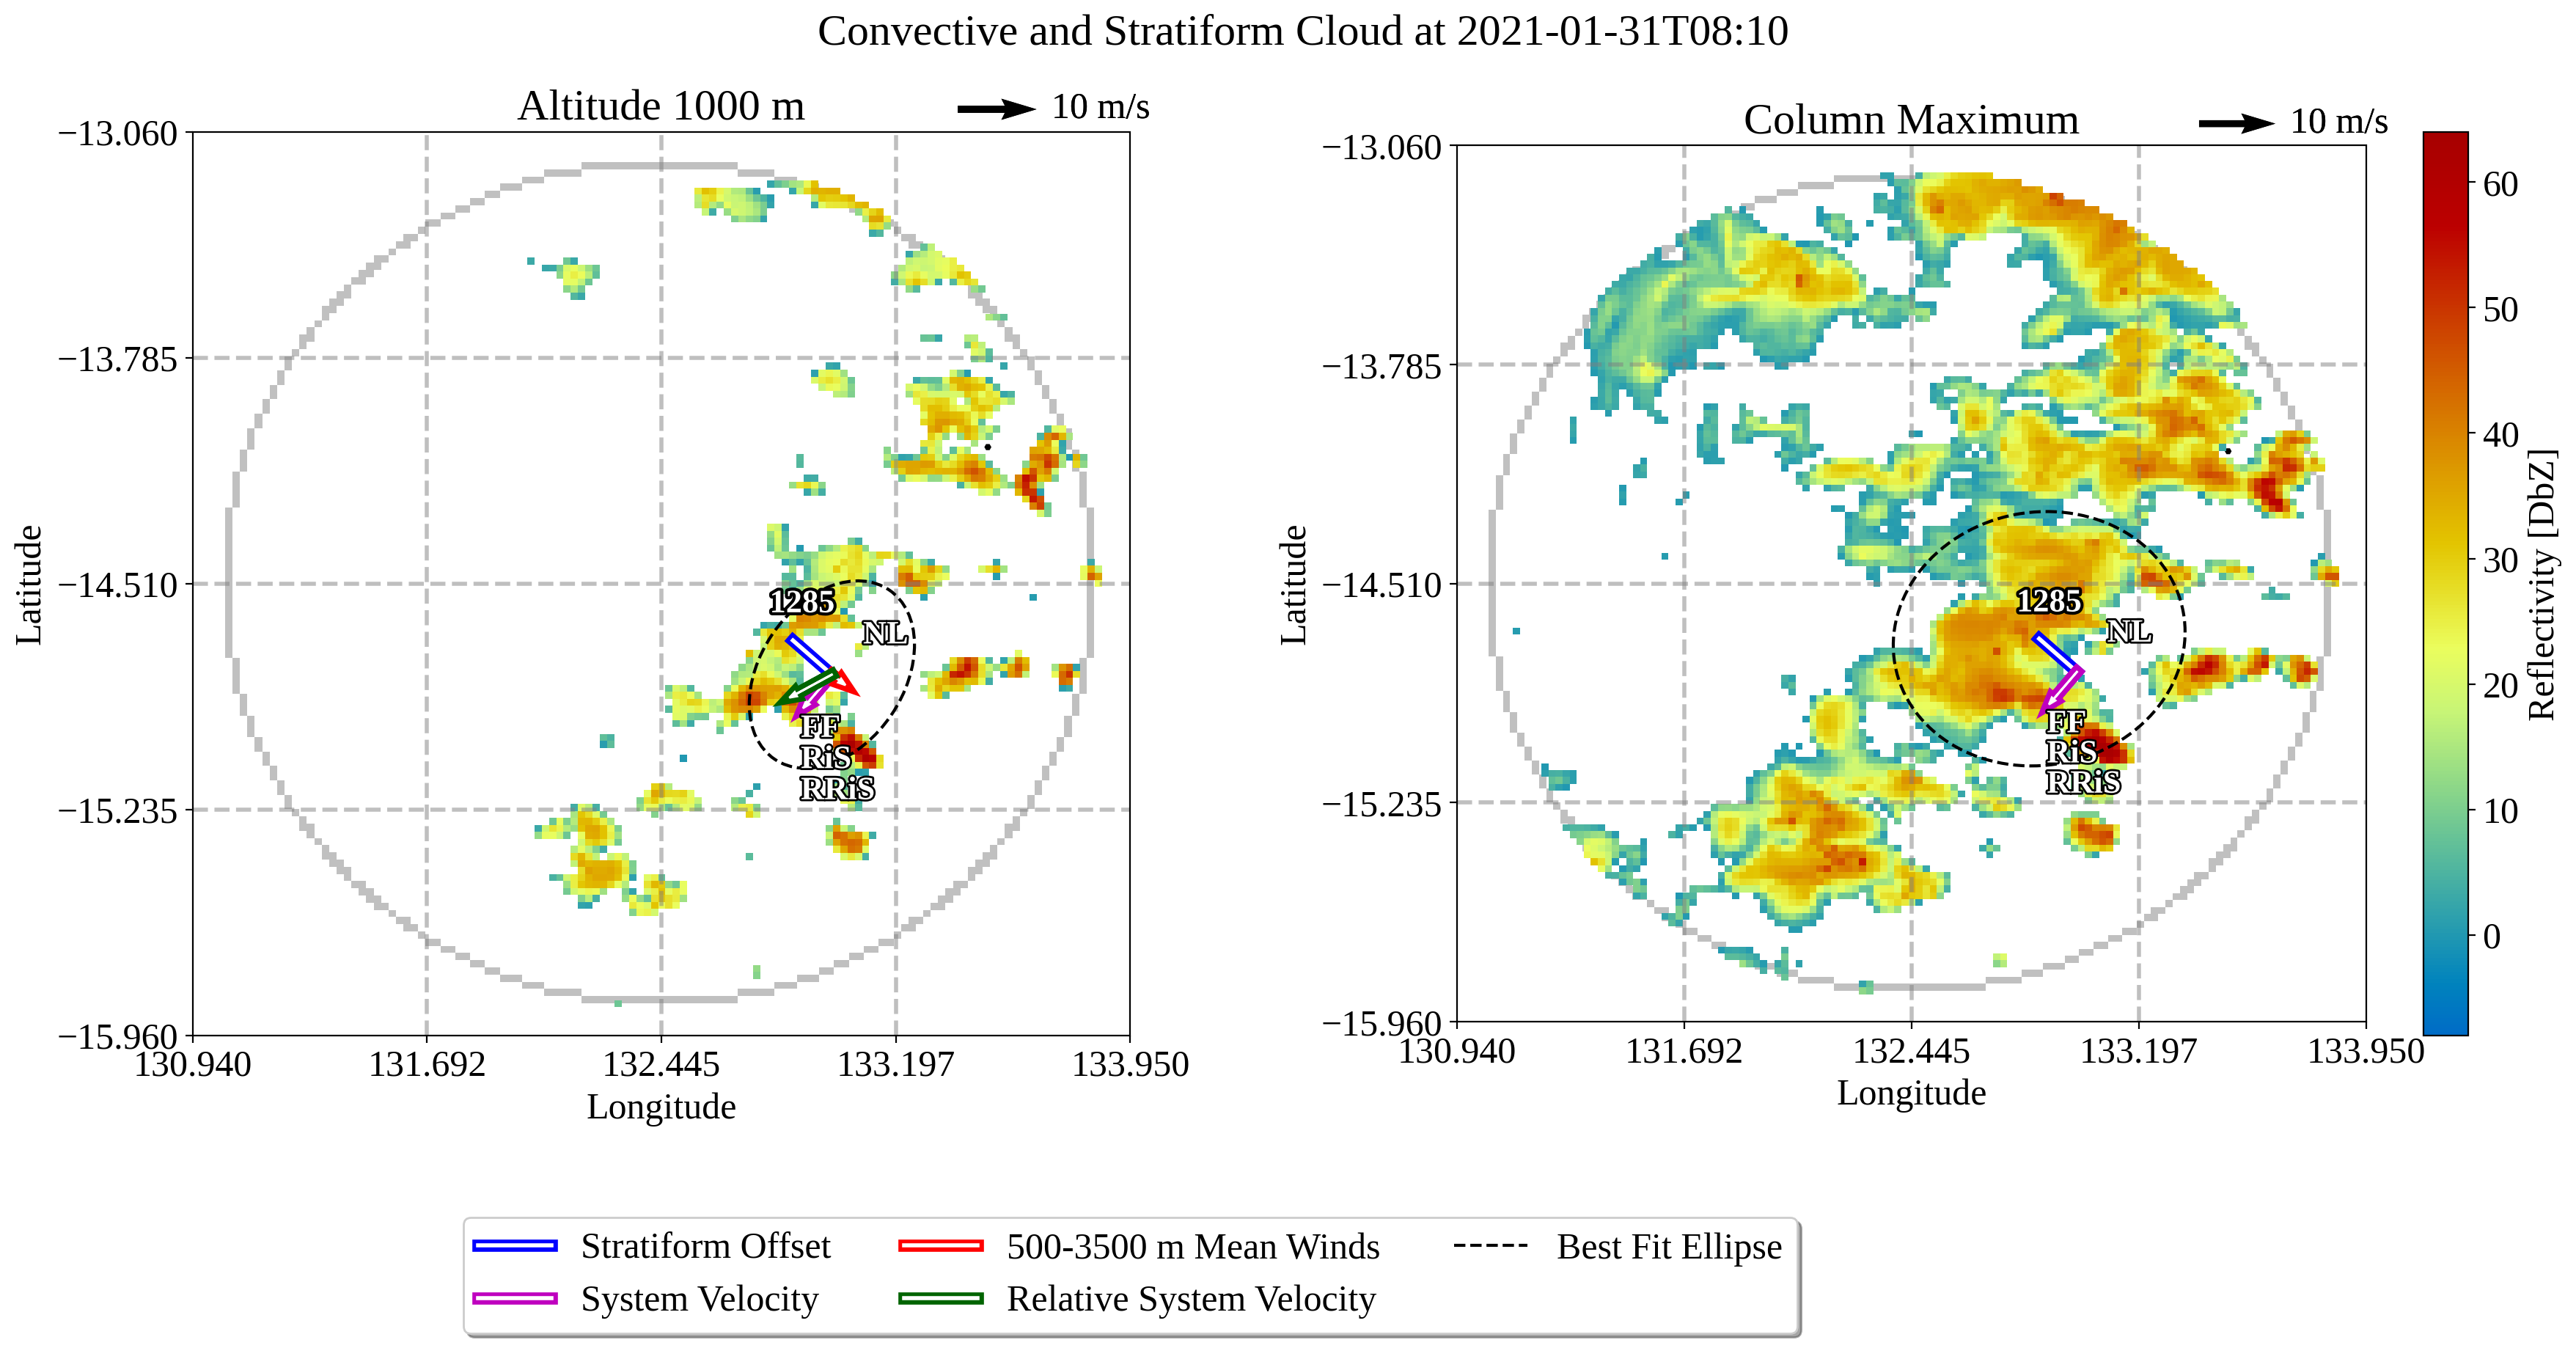 Convective and Stratiform Cloud at 2021-01-31T08:10
Altitude 1000 m
10 m/s
−13.060
−13.785
−14.510
−15.235
−15.960
Latitude
130.940
131.692
132.445
133.197
133.950
Longitude
1285
NL
FF
RiS
RRiS
Column Maximum
10 m/s
−13.060
−13.785
−14.510
−15.235
−15.960
Latitude
130.940
131.692
132.445
133.197
133.950
Longitude
1285
NL
FF
RiS
RRiS
60
50
40
30
20
10
0
Reflectivity [DbZ]
Stratiform Offset
System Velocity
500-3500 m Mean Winds
Relative System Velocity
Best Fit Ellipse